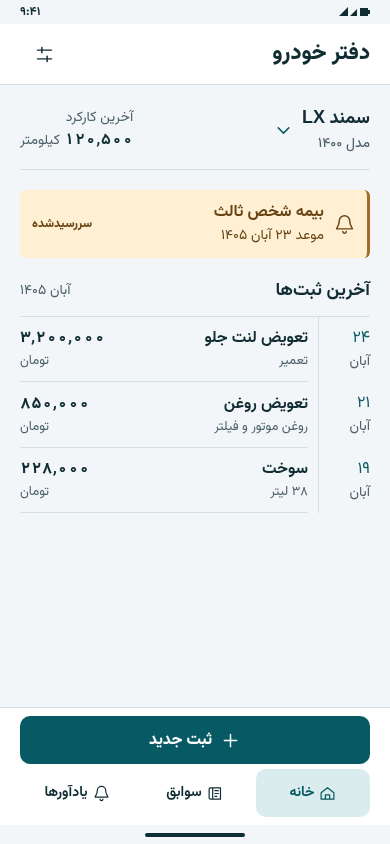 ۹:۴۱
دفتر خودرو
سمند LX
مدل ۱۴۰۰
آخرین کارکرد
۱۲۰,۵۰۰ کیلومتر
بیمه شخص ثالث
موعد ۲۳ آبان ۱۴۰۵
سررسیدشده
آخرین ثبت‌ها
آبان ۱۴۰۵
۲۴
آبان
تعویض لنت جلو
تعمیر
۳,۲۰۰,۰۰۰
تومان
۲۱
آبان
تعویض روغن
روغن موتور و فیلتر
۸۵۰,۰۰۰
تومان
۱۹
آبان
سوخت
۳۸ لیتر
۲۲۸,۰۰۰
تومان
ثبت جدید
خانه
سوابق
یادآورها